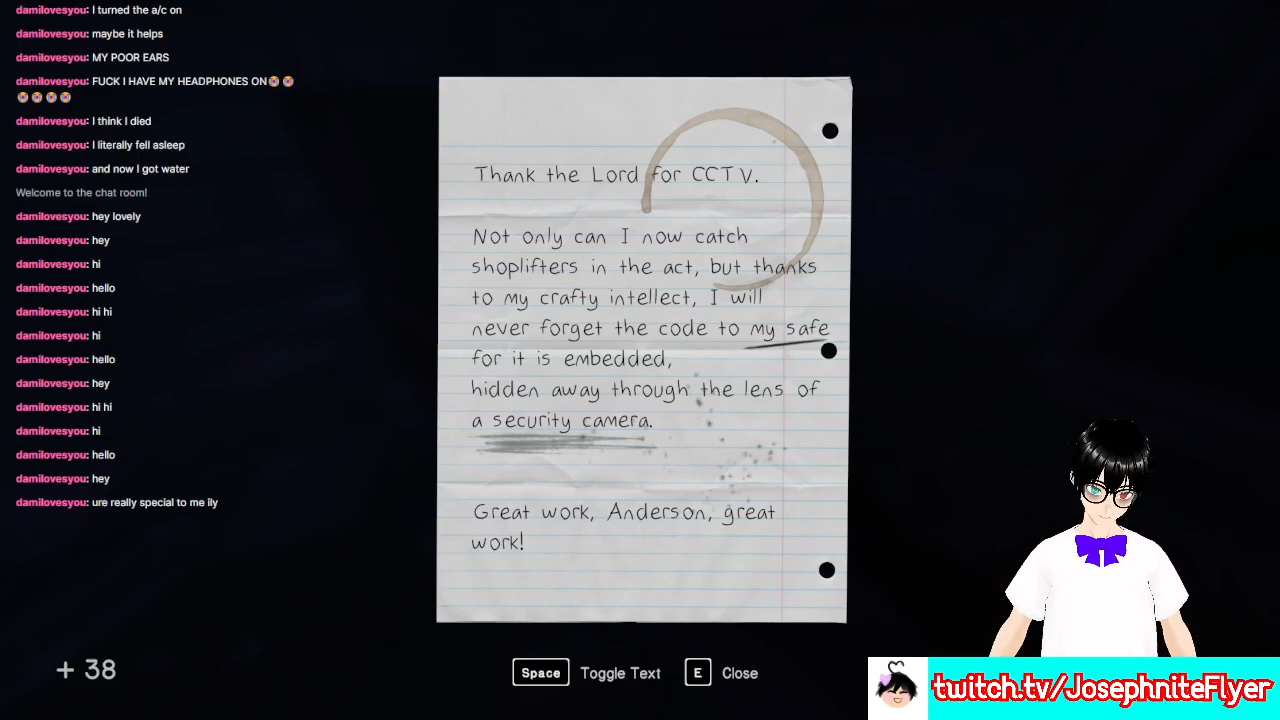 damilovesyou: I turned the a/c on
damilovesyou: maybe it helps
damilovesyou: MY POOR EARS
damilovesyou: FUCK I HAVE MY HEADPHONES ON😭😭
😭😭😭😭
damilovesyou: I think I died
damilovesyou: I literally fell asleep
damilovesyou: and now I got water
Welcome to the chat room!
damilovesyou: hey lovely
damilovesyou: hey
damilovesyou: hi
damilovesyou: hello
damilovesyou: hi hi
damilovesyou: hi
damilovesyou: hello
damilovesyou: hey
damilovesyou: hi hi
damilovesyou: hi
damilovesyou: hello
damilovesyou: hey
damilovesyou: ure really special to me ily
Thank the Lord for CCTV.
Not only can I now catch
shoplifters in the act, but thanks
to my crafty intellect, I will
never forget the code to my safe
for it is embedded,
hidden away through the lens of
a security camera.
Great work, Anderson, great
work!
+ 38
Space Toggle Text E Close
twitch.tv/JosephniteFlyer